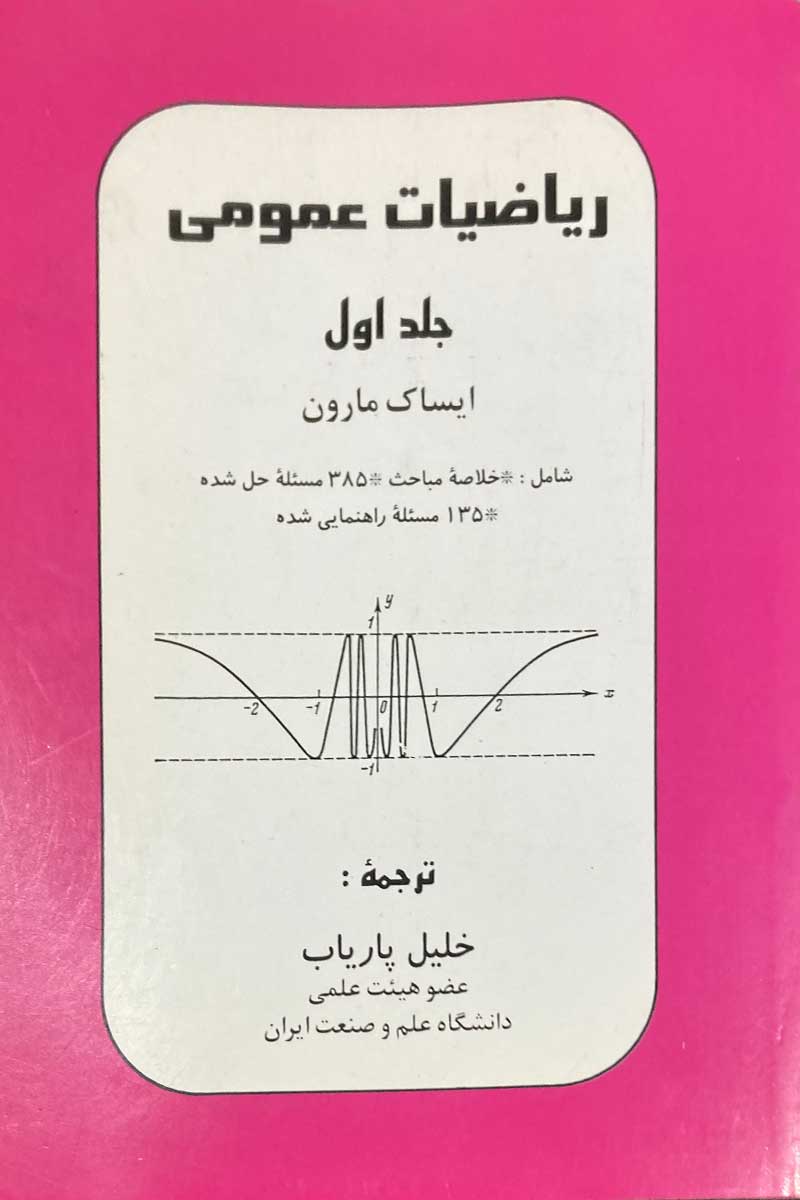 ریاضیات عمومی
جلد اول
ایساک مارون
شامل : *خلاصهٔ مباحث *۳۸۵ مسئلهٔ حل شده
*۱۳۵ مسئلهٔ راهنمایی شده
y
1
-2 -1 0 1 2 x
-1
ترجمهٔ :
خلیل پاریاب
عضو هیئت علمی
دانشگاه علم و صنعت ایران